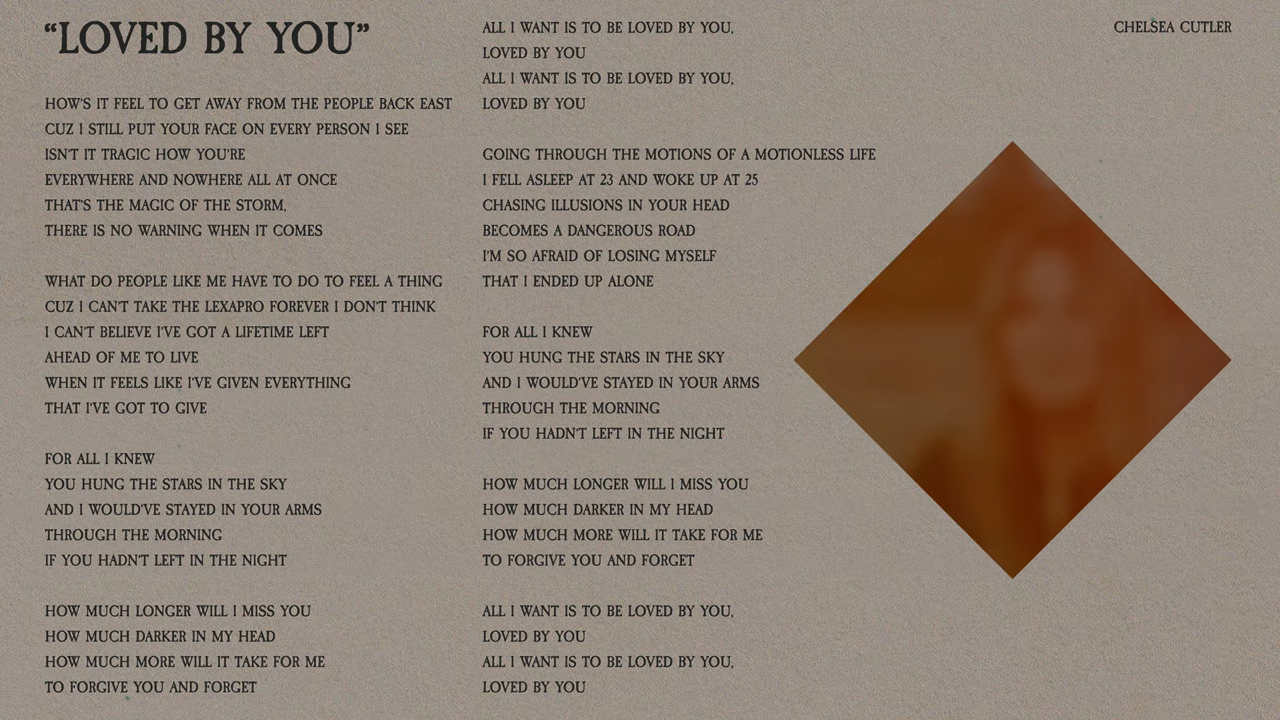 “LOVED BY YOU”
HOW'S IT FEEL TO GET AWAY FROM THE PEOPLE BACK EAST
CUZ I STILL PUT YOUR FACE ON EVERY PERSON I SEE
ISN'T IT TRAGIC HOW YOU'RE
EVERYWHERE AND NOWHERE ALL AT ONCE
THAT'S THE MAGIC OF THE STORM,
THERE IS NO WARNING WHEN IT COMES
WHAT DO PEOPLE LIKE ME HAVE TO DO TO FEEL A THING
CUZ I CAN'T TAKE THE LEXAPRO FOREVER I DON'T THINK
I CAN'T BELIEVE I'VE GOT A LIFETIME LEFT
AHEAD OF ME TO LIVE
WHEN IT FEELS LIKE I'VE GIVEN EVERYTHING
THAT I'VE GOT TO GIVE
FOR ALL I KNEW
YOU HUNG THE STARS IN THE SKY
AND I WOULD'VE STAYED IN YOUR ARMS
THROUGH THE MORNING
IF YOU HADN'T LEFT IN THE NIGHT
HOW MUCH LONGER WILL I MISS YOU
HOW MUCH DARKER IN MY HEAD
HOW MUCH MORE WILL IT TAKE FOR ME
TO FORGIVE YOU AND FORGET
ALL I WANT IS TO BE LOVED BY YOU,
LOVED BY YOU
ALL I WANT IS TO BE LOVED BY YOU,
LOVED BY YOU
GOING THROUGH THE MOTIONS OF A MOTIONLESS LIFE
I FELL ASLEEP AT 23 AND WOKE UP AT 25
CHASING ILLUSIONS IN YOUR HEAD
BECOMES A DANGEROUS ROAD
I'M SO AFRAID OF LOSING MYSELF
THAT I ENDED UP ALONE
FOR ALL I KNEW
YOU HUNG THE STARS IN THE SKY
AND I WOULD'VE STAYED IN YOUR ARMS
THROUGH THE MORNING
IF YOU HADN'T LEFT IN THE NIGHT
HOW MUCH LONGER WILL I MISS YOU
HOW MUCH DARKER IN MY HEAD
HOW MUCH MORE WILL IT TAKE FOR ME
TO FORGIVE YOU AND FORGET
ALL I WANT IS TO BE LOVED BY YOU,
LOVED BY YOU
ALL I WANT IS TO BE LOVED BY YOU,
LOVED BY YOU
CHELSEA CUTLER